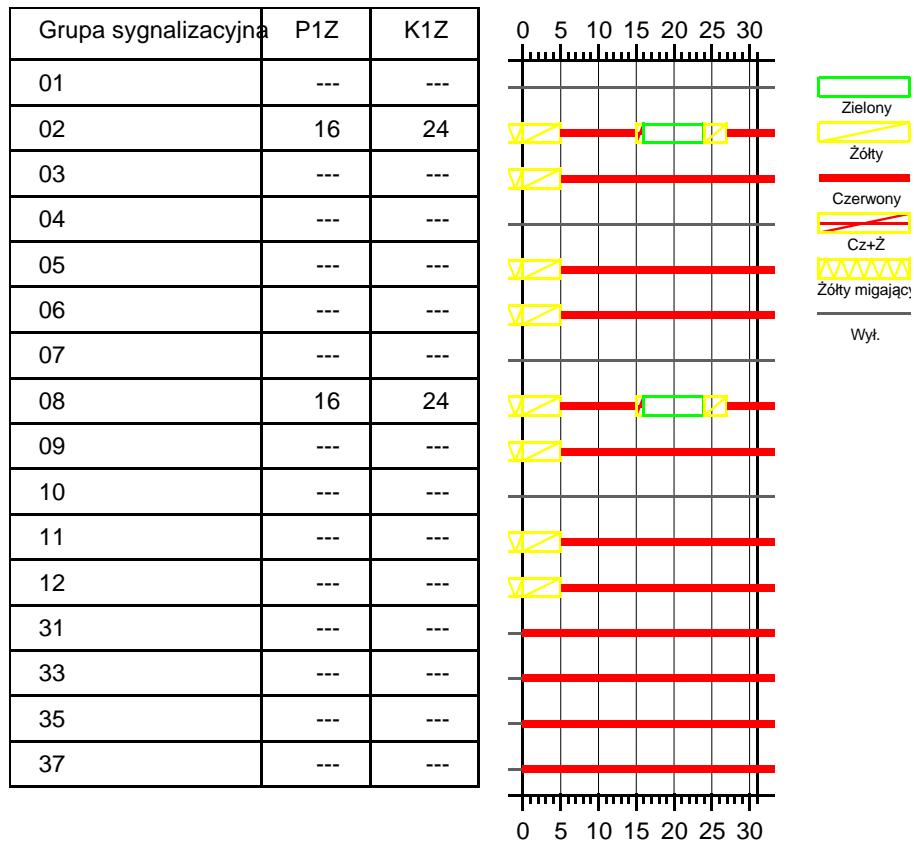 Grupa sygnalizacyjna P1Z K1Z
01 --- ---
02 16 24
03 --- ---
04 --- ---
05 --- ---
06 --- ---
07 --- ---
08 16 24
09 --- ---
10 --- ---
11 --- ---
12 --- ---
31 --- ---
33 --- ---
35 --- ---
37 --- ---
0 5 10 15 20 25 30
0 5 10 15 20 25 30
Zielony
Żółty
Czerwony
Cz+Ż
Żółty migający
Wył.